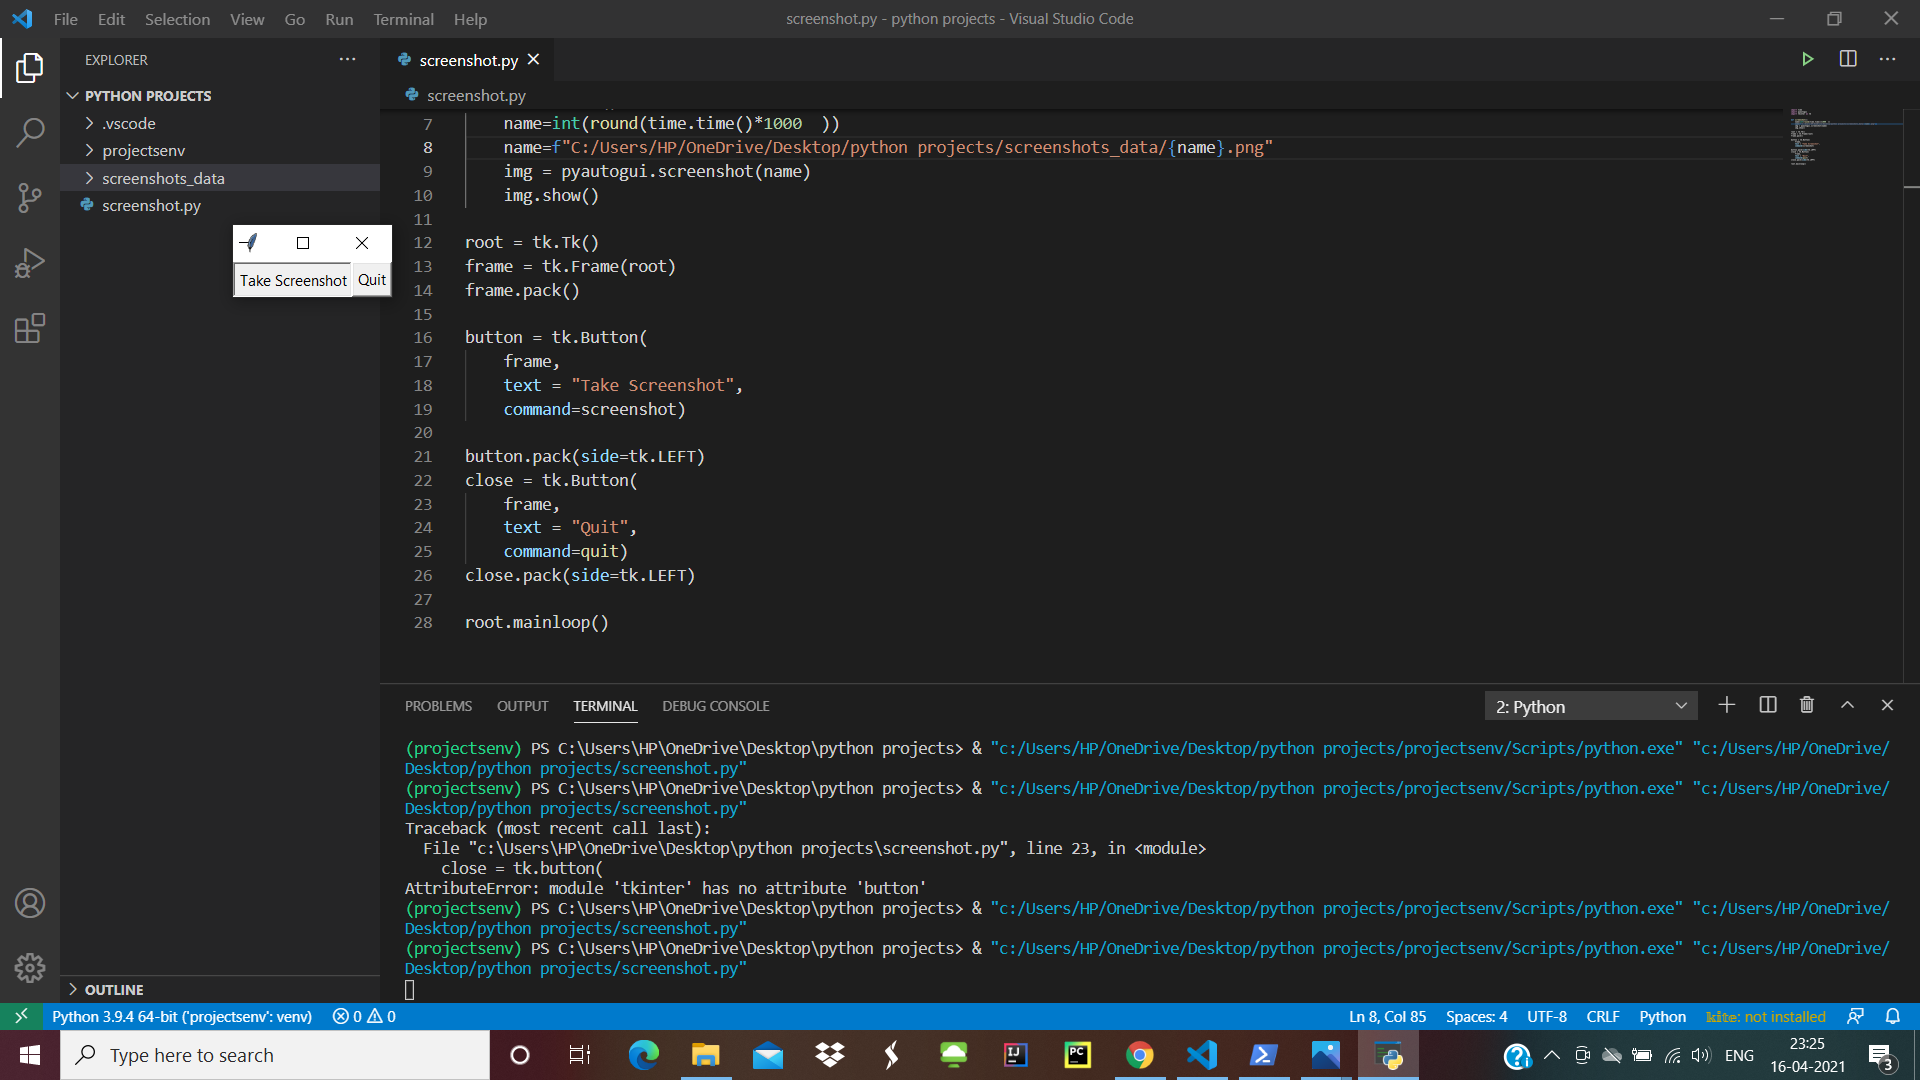 File Edit Selection View Go Run Terminal Help
screenshot.py - python projects - Visual Studio Code
EXPLORER
PYTHON PROJECTS
.vscode
projectsenv
screenshots_data
screenshot.py
Take Screenshot Quit
OUTLINE
screenshot.py
screenshot.py
7 name=int(round(time.time()*1000  ))
8 name=f"C:/Users/HP/OneDrive/Desktop/python projects/screenshots_data/{name}.png"
9 img = pyautogui.screenshot(name)
10 img.show()
11
12 root = tk.Tk()
13 frame = tk.Frame(root)
14 frame.pack()
15
16 button = tk.Button(
17 frame,
18 text = "Take Screenshot",
19 command=screenshot)
20
21 button.pack(side=tk.LEFT)
22 close = tk.Button(
23 frame,
24 text = "Quit",
25 command=quit)
26 close.pack(side=tk.LEFT)
27
28 root.mainloop()
PROBLEMS OUTPUT TERMINAL DEBUG CONSOLE
2: Python
(projectsenv) PS C:\Users\HP\OneDrive\Desktop\python projects> & "c:/Users/HP/OneDrive/Desktop/python projects/projectsenv/Scripts/python.exe" "c:/Users/HP/OneDrive/
Desktop/python projects/screenshot.py"
(projectsenv) PS C:\Users\HP\OneDrive\Desktop\python projects> & "c:/Users/HP/OneDrive/Desktop/python projects/projectsenv/Scripts/python.exe" "c:/Users/HP/OneDrive/
Desktop/python projects/screenshot.py"
Traceback (most recent call last):
File "c:\Users\HP\OneDrive\Desktop\python projects\screenshot.py", line 23, in <module>
close = tk.button(
AttributeError: module 'tkinter' has no attribute 'button'
(projectsenv) PS C:\Users\HP\OneDrive\Desktop\python projects> & "c:/Users/HP/OneDrive/Desktop/python projects/projectsenv/Scripts/python.exe" "c:/Users/HP/OneDrive/
Desktop/python projects/screenshot.py"
(projectsenv) PS C:\Users\HP\OneDrive\Desktop\python projects> & "c:/Users/HP/OneDrive/Desktop/python projects/projectsenv/Scripts/python.exe" "c:/Users/HP/OneDrive/
Desktop/python projects/screenshot.py"
Python 3.9.4 64-bit ('projectsenv': venv) 0 0
Ln 8, Col 85 Spaces: 4 UTF-8 CRLF Python kite: not installed
Type here to search
IJ
PC
ENG
23:25
16-04-2021
3